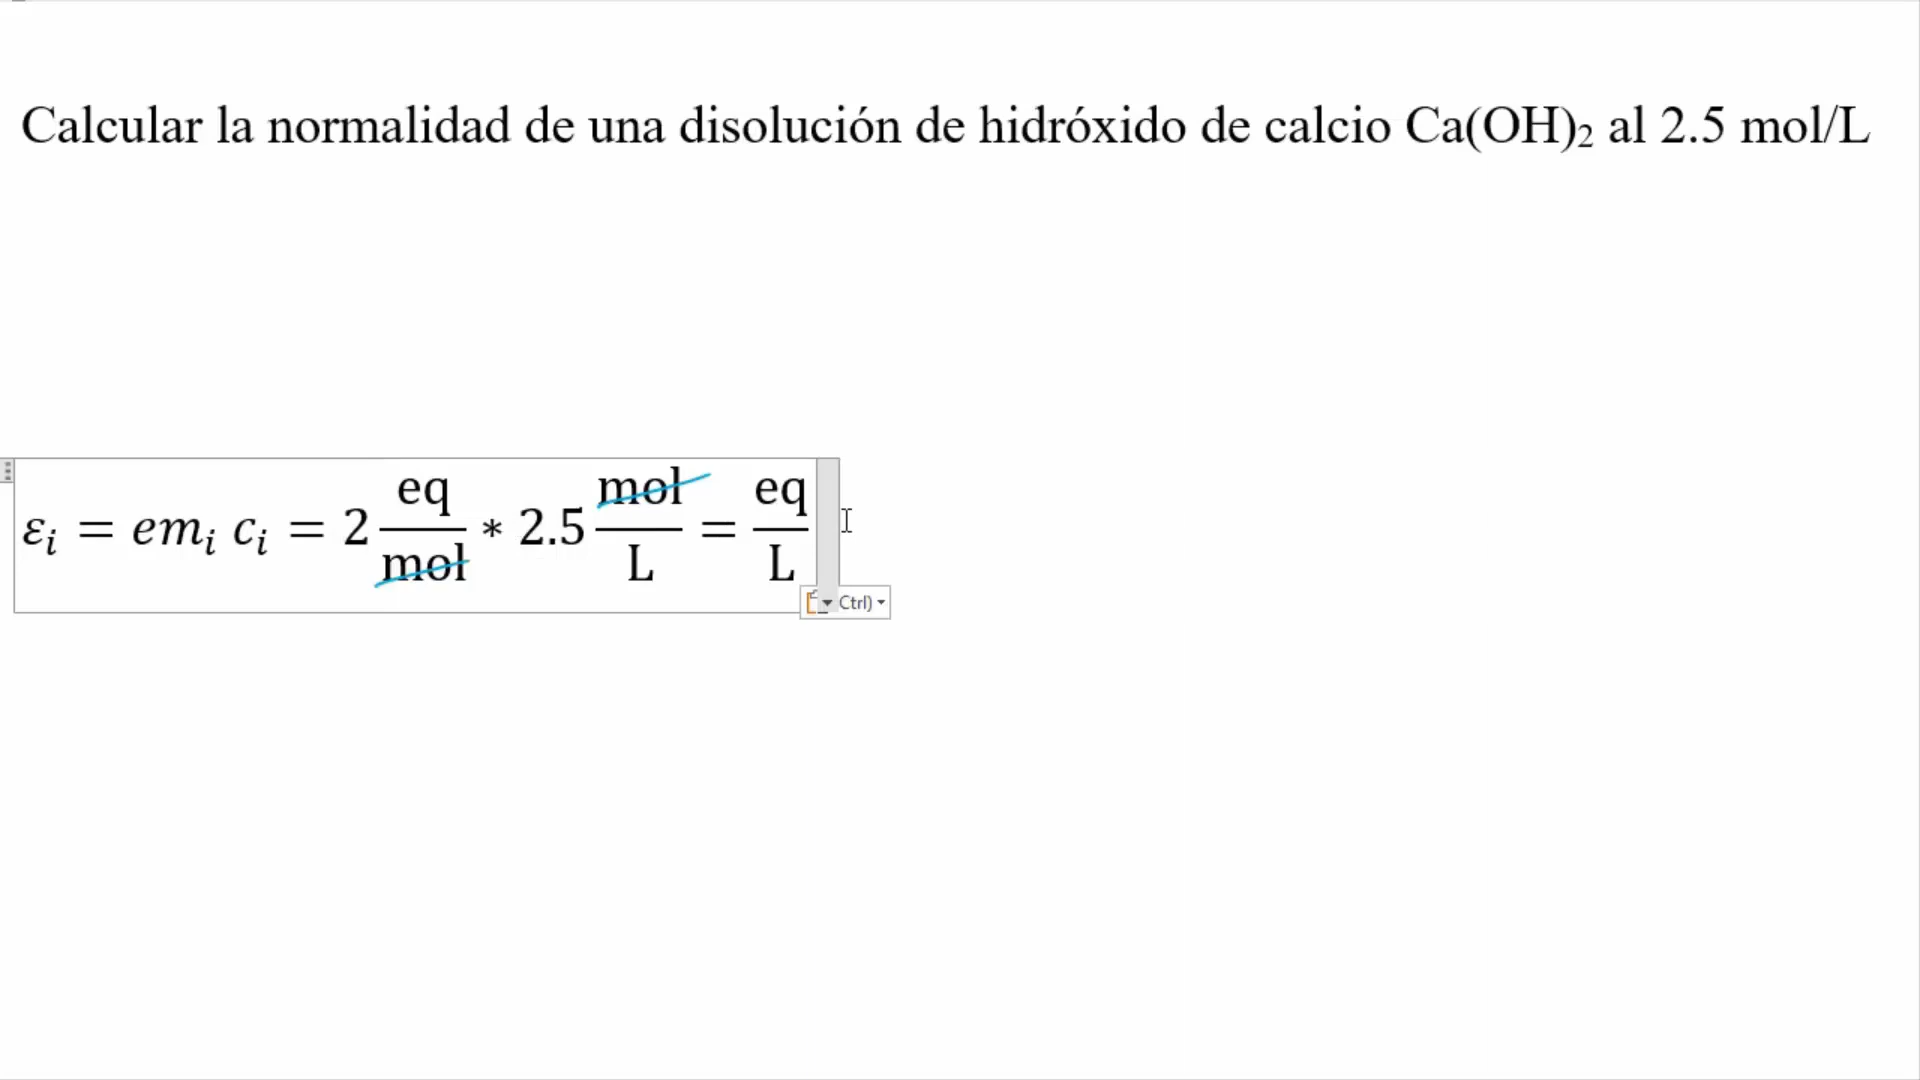 Calcular la normalidad de una disolución de hidróxido de calcio Ca(OH)₂ al 2.5 mol/L
εᵢ = emᵢ cᵢ = 2 eq/mol * 2.5 mol/L = eq/L
Ctrl)